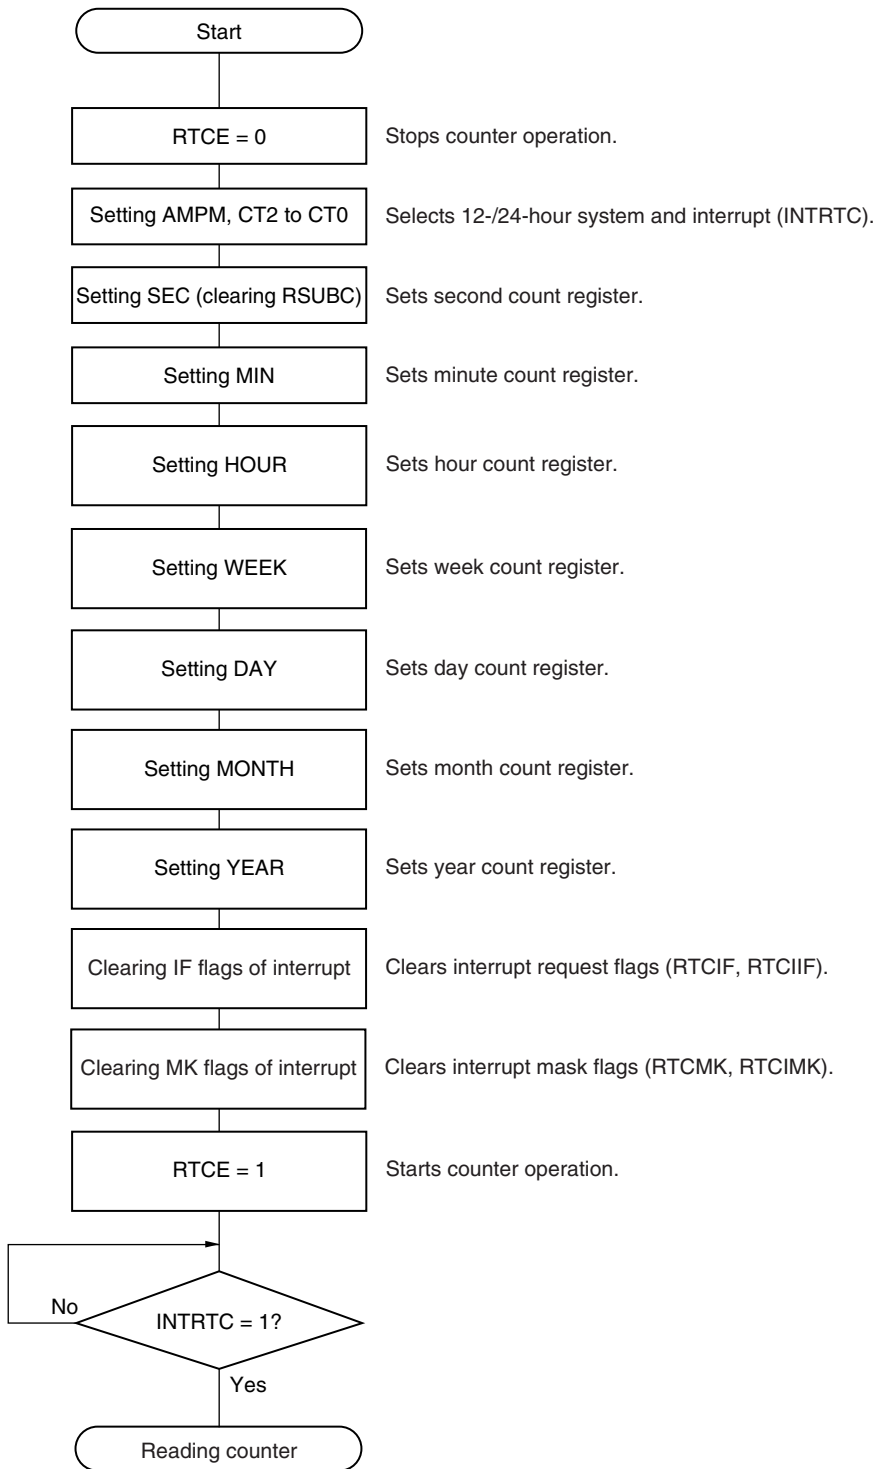 Start
RTCE = 0
Stops counter operation.
Setting AMPM, CT2 to CT0
Selects 12-/24-hour system and interrupt (INTRTC).
Setting SEC (clearing RSUBC)
Sets second count register.
Setting MIN
Sets minute count register.
Setting HOUR
Sets hour count register.
Setting WEEK
Sets week count register.
Setting DAY
Sets day count register.
Setting MONTH
Sets month count register.
Setting YEAR
Sets year count register.
Clearing IF flags of interrupt
Clears interrupt request flags (RTCIF, RTCIIF).
Clearing MK flags of interrupt
Clears interrupt mask flags (RTCMK, RTCIMK).
RTCE = 1
Starts counter operation.
No
INTRTC = 1?
Yes
Reading counter